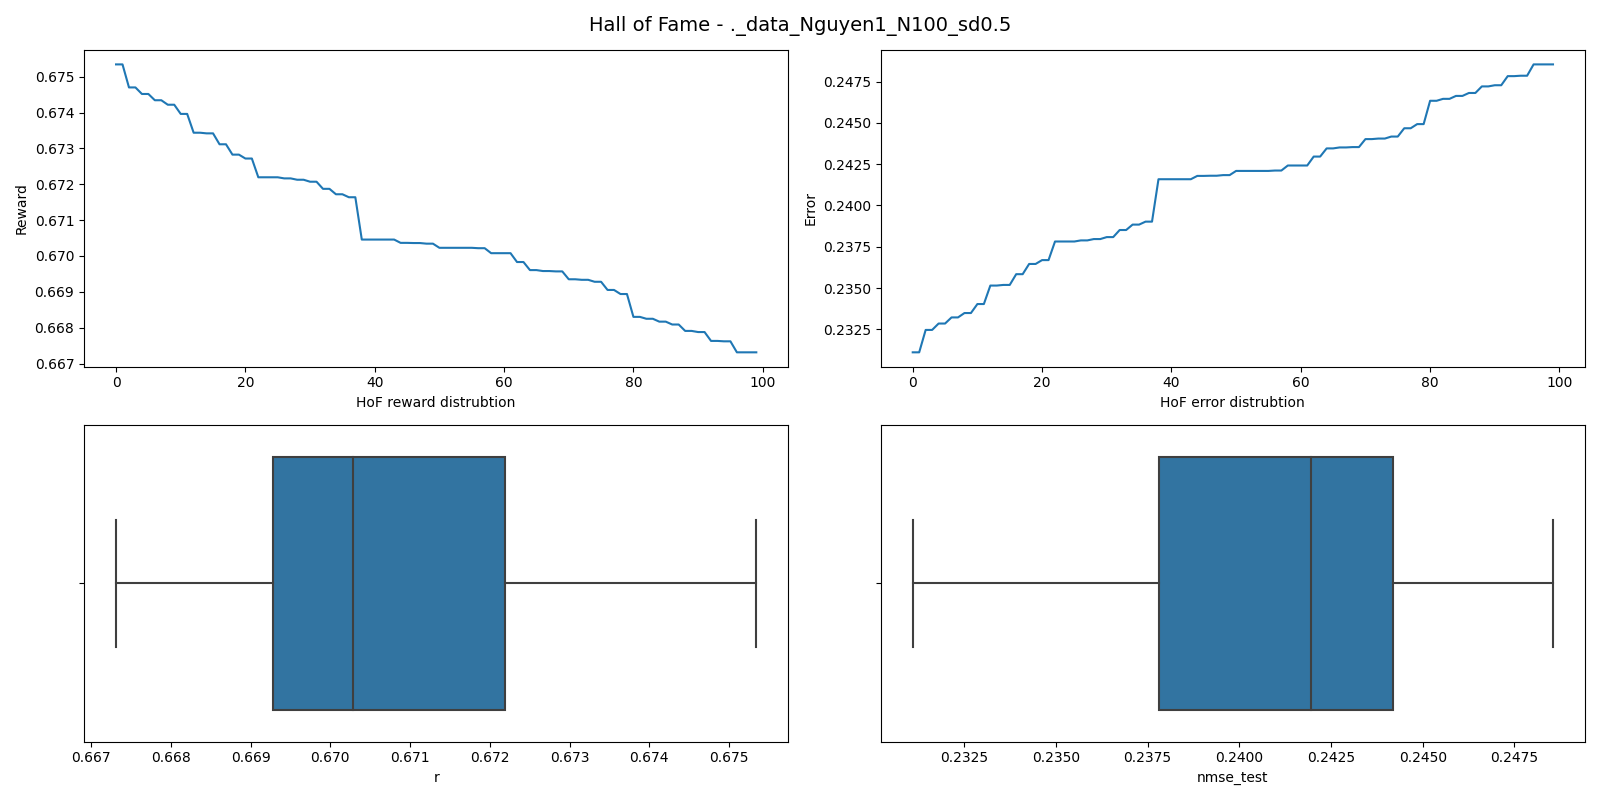 Hall of Fame - ._data_Nguyen1_N100_sd0.5
Reward
0.675
0.674
0.673
0.672
0.671
0.670
0.669
0.668
0.667
0 20 40 60 80 100
HoF reward distrubtion
Error
0.2475
0.2450
0.2425
0.2400
0.2375
0.2350
0.2325
0 20 40 60 80 100
HoF error distrubtion
0.667 0.668 0.669 0.670 0.671 0.672 0.673 0.674 0.675
r
0.2325 0.2350 0.2375 0.2400 0.2425 0.2450 0.2475
nmse_test